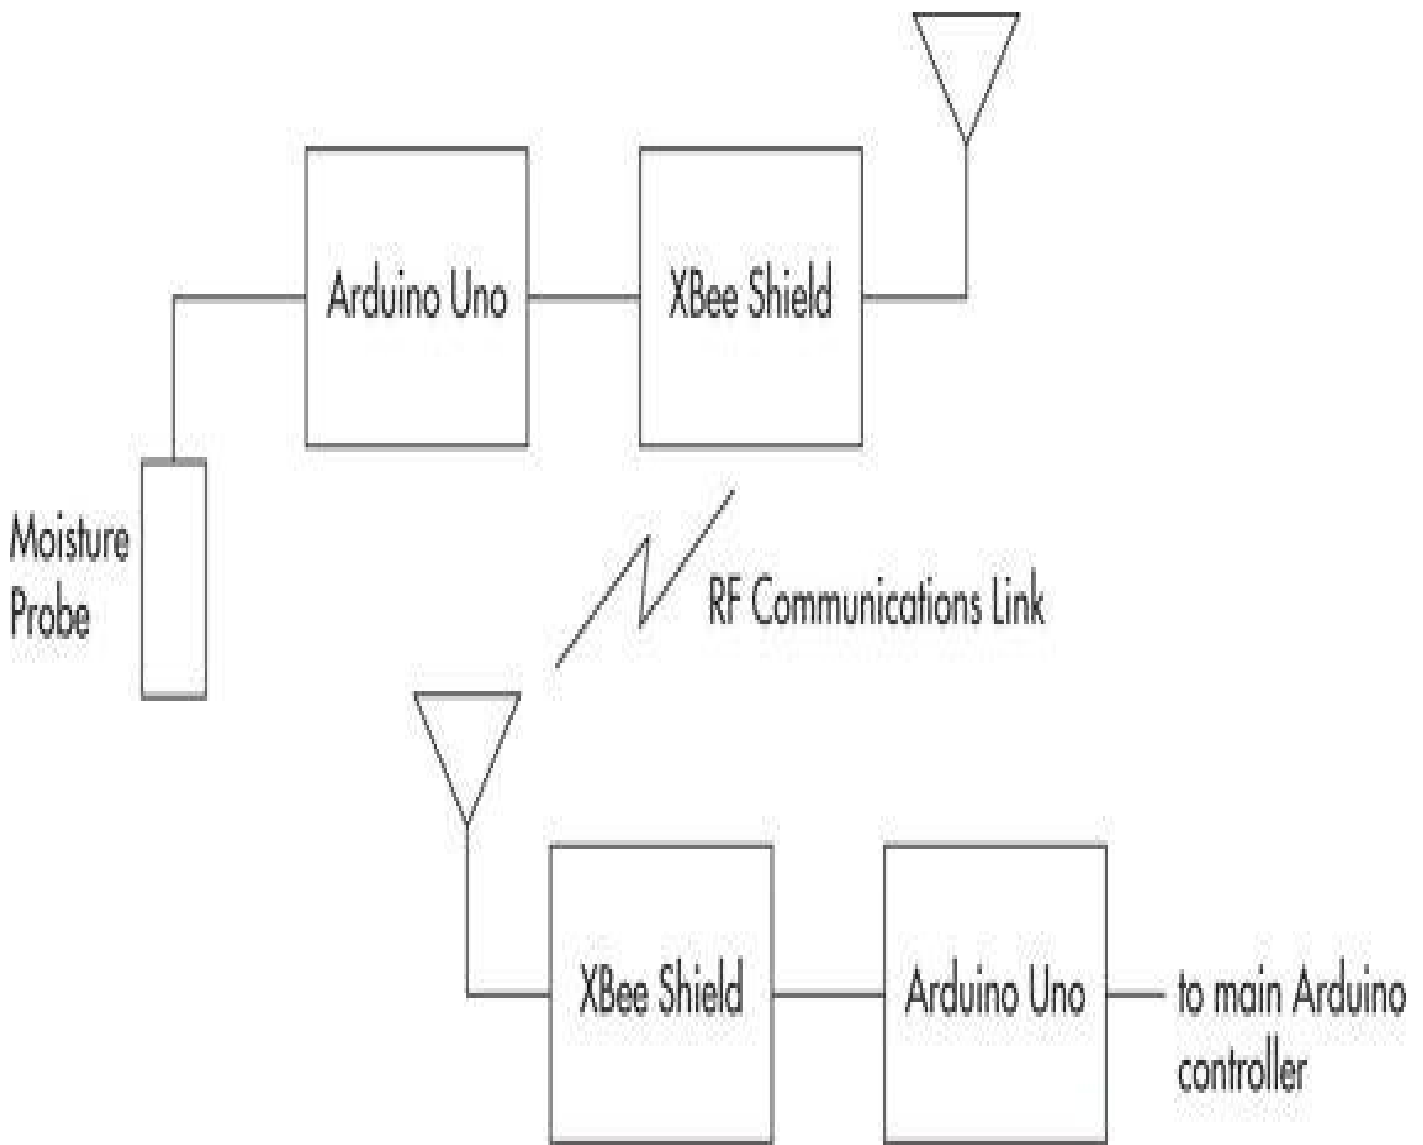 Arduino Uno
XBee Shield
Moisture
Probe
RF Communications Link
XBee Shield
Arduino Uno
to main Arduino
controller